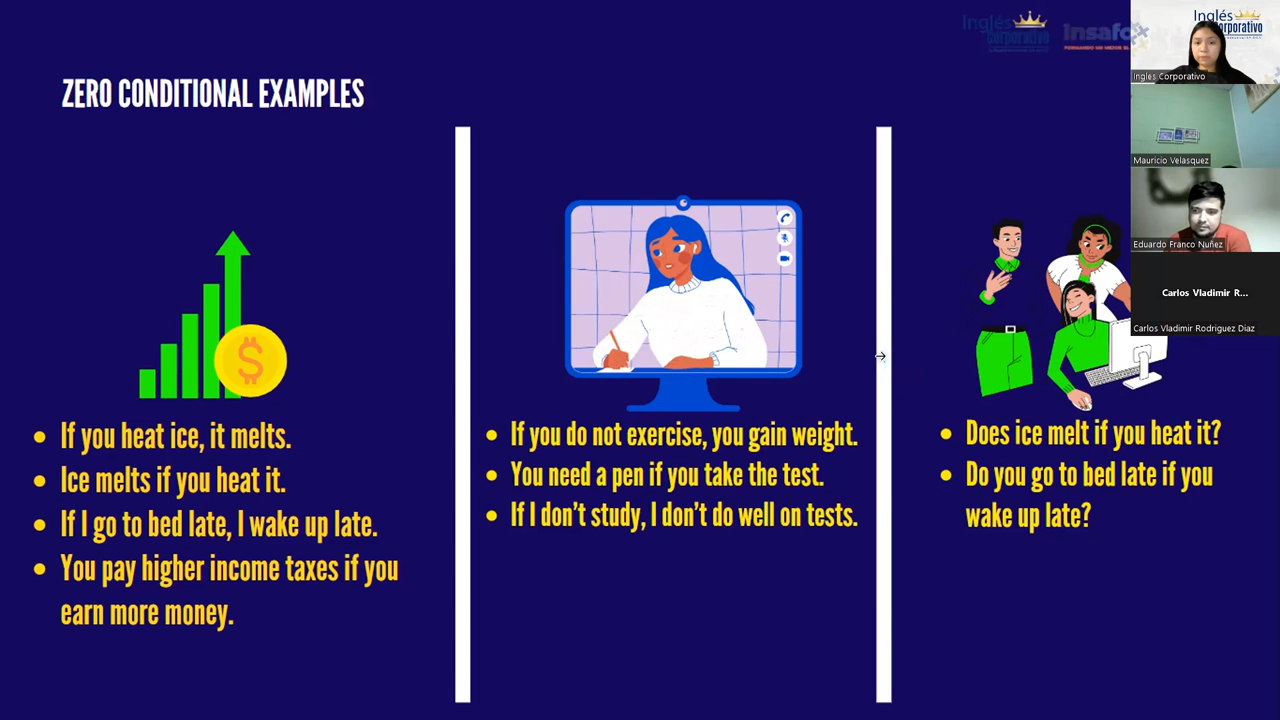 ZERO CONDITIONAL EXAMPLES
If you heat ice, it melts.
Ice melts if you heat it.
If I go to bed late, I wake up late.
You pay higher income taxes if you
earn more money.
If you do not exercise, you gain weight.
You need a pen if you take the test.
If I don't study, I don't do well on tests.
Does ice melt if you heat it?
Do you go to bed late if you
wake up late?
Inglés
Corporativo
Insafo
Inglés
Corporativo
Ingles Corporativo
Mauricio Velasquez
Eduardo Franco Nuñez
Carlos Vladimir R...
Carlos Vladimir Rodriguez Diaz